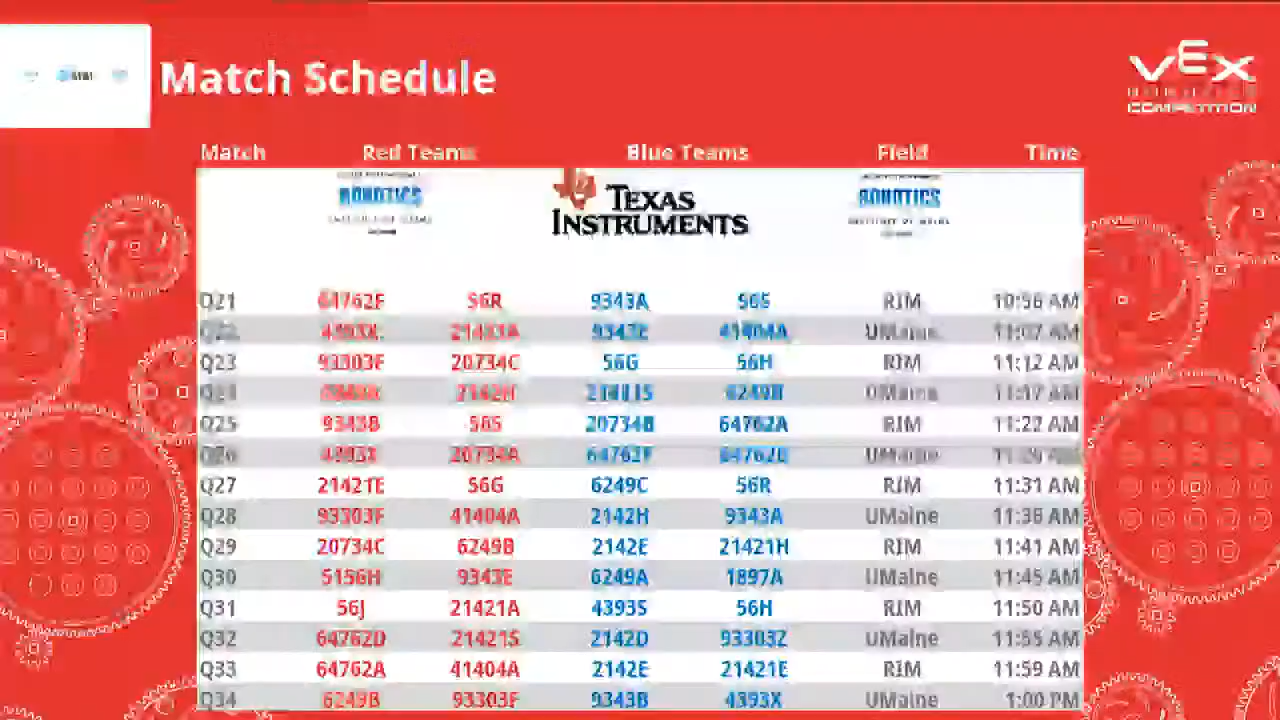 Match Schedule
VEX
COMPETITION
Match Red Teams Blue Teams Field Time
ROBOTICS TEXAS INSTRUMENTS ROBOTICS
Q21 64762F 56R 9343A 56S RIM 10:56 AM
41404A UMaine 11:07 AM
Q23 93303F 20734C 56G 56H RIM 11:12 AM
2142H 6249B UMaine 11:17 AM
Q25 9343B 56S 20734B 64762A RIM 11:22 AM
Q26 4393X 20734A 64762F UMaine
Q27 21421E 56G 6249C 56R RIM 11:31 AM
Q28 93303F 41404A 2142H 9343A UMaine 11:36 AM
Q29 20734C 6249B 2142E 21421H RIM 11:41 AM
Q30 5156H 9343E 6249A 1897A UMaine 11:45 AM
Q31 56J 21421A 4393S 56H RIM 11:50 AM
Q32 64762D 21421S 2142D 93303Z UMaine 11:55 AM
Q33 64762A 41404A 2142E 21421E RIM 11:59 AM
Q34 6249B 93303F 9343B 4393X UMaine 1:00 PM